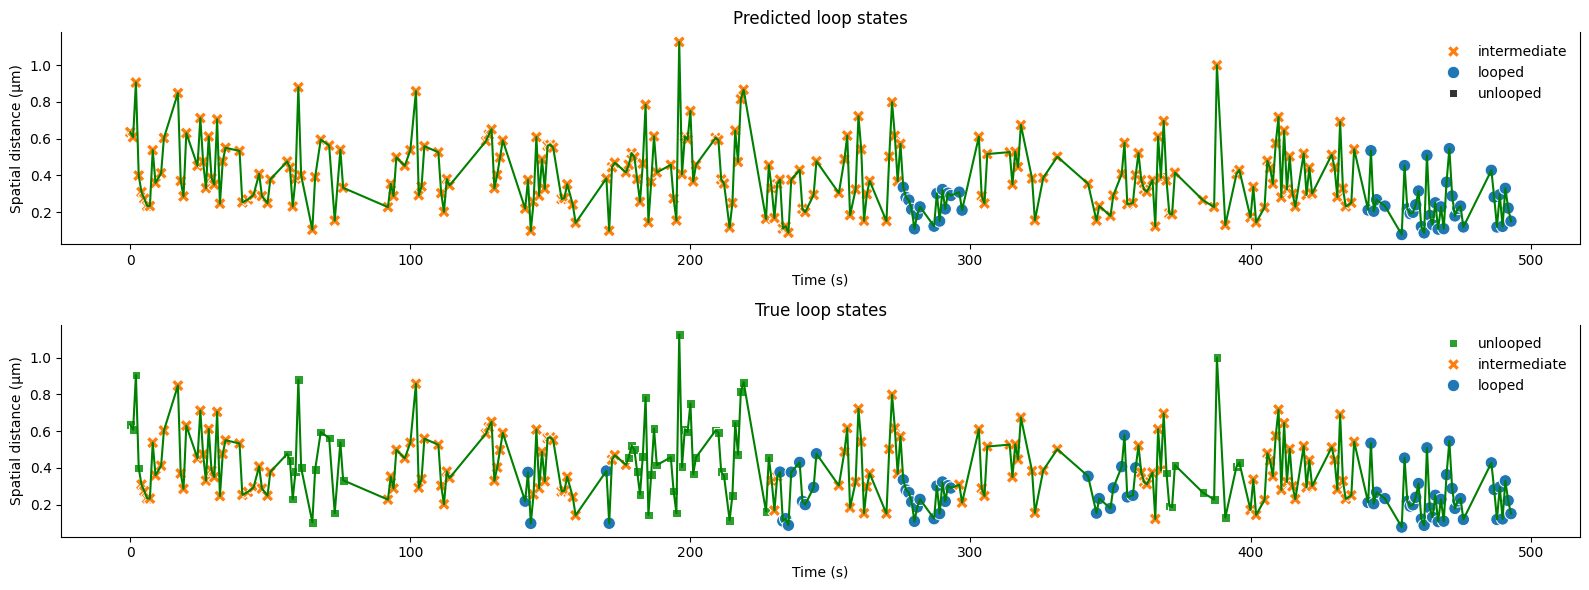 Predicted loop states
Spatial distance (µm)
1.0
0.8
0.6
0.4
0.2
intermediate
looped
unlooped
0 100 200 300 400 500
Time (s)
True loop states
Spatial distance (µm)
1.0
0.8
0.6
0.4
0.2
unlooped
intermediate
looped
0 100 200 300 400 500
Time (s)